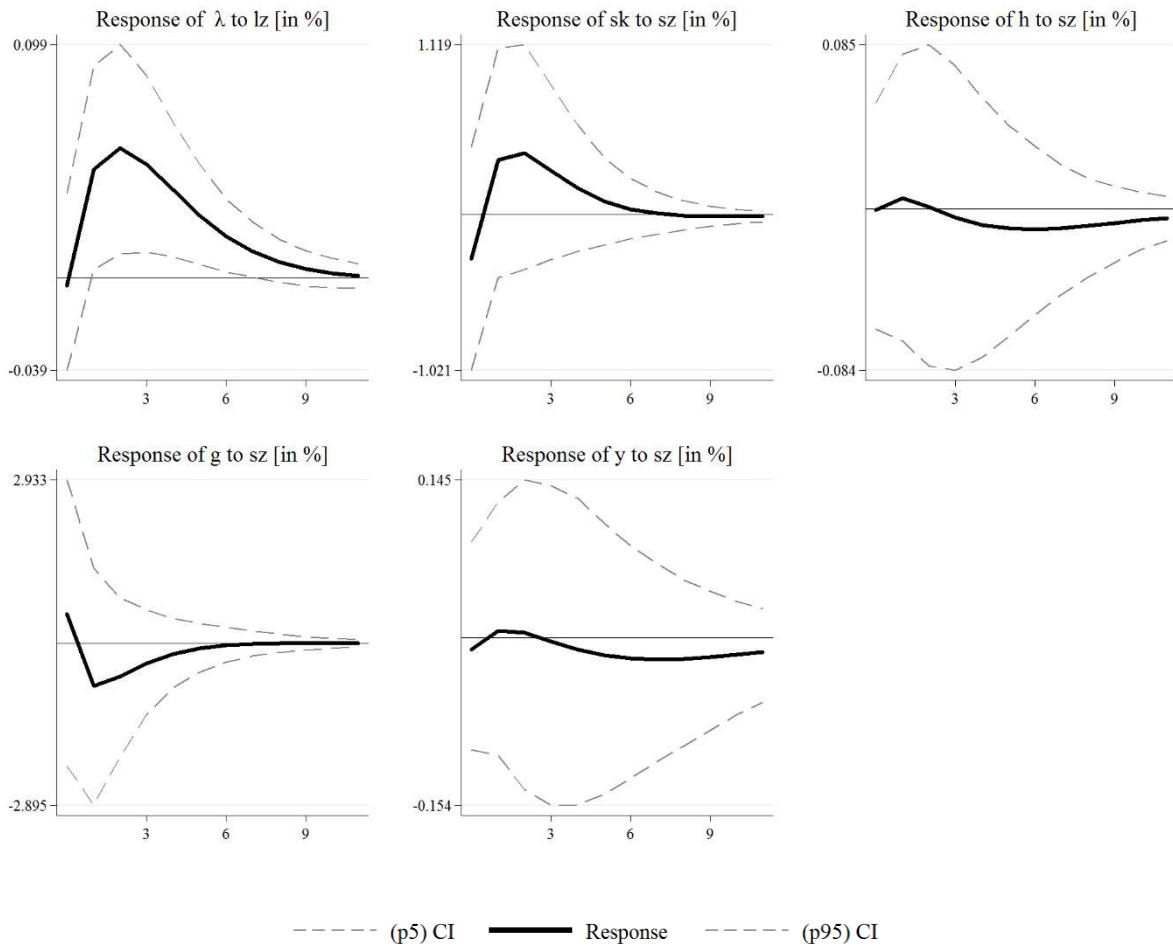 Response of λ to lz [in %]
Response of sk to sz [in %]
Response of h to sz [in %]
0.099
1.119
0.085
-0.039
-1.021
-0.084
3 6 9
3 6 9
3 6 9
Response of g to sz [in %]
Response of y to sz [in %]
2.933
0.145
-2.895
-0.154
3 6 9
3 6 9
(p5) CI Response (p95) CI